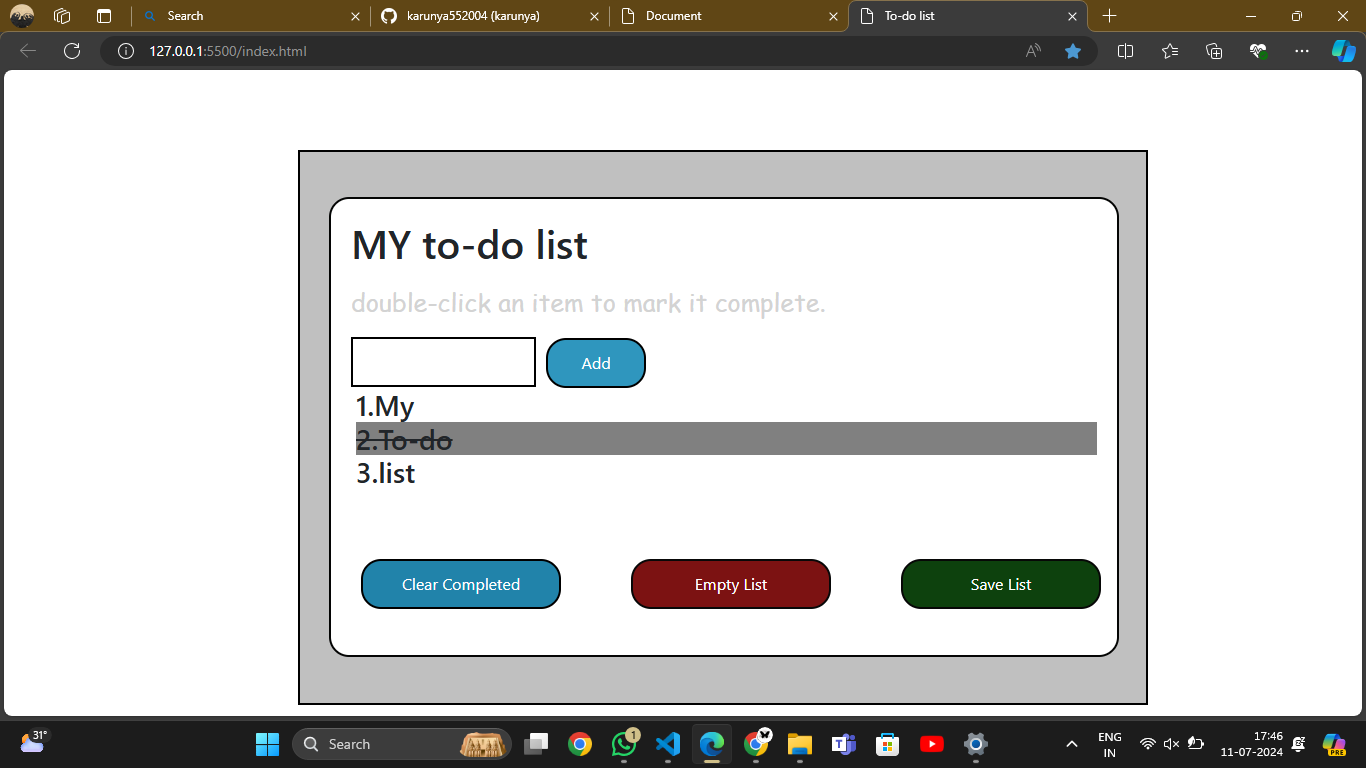 Search
karunya552004 (karunya)
Document
To-do list
127.0.0.1:5500/index.html
MY to-do list
double-click an item to mark it complete.
Add
1.My
2.To-do
3.list
Clear Completed
Empty List
Save List
31°
Search
1
ENG
IN
17:46
11-07-2024
PRE